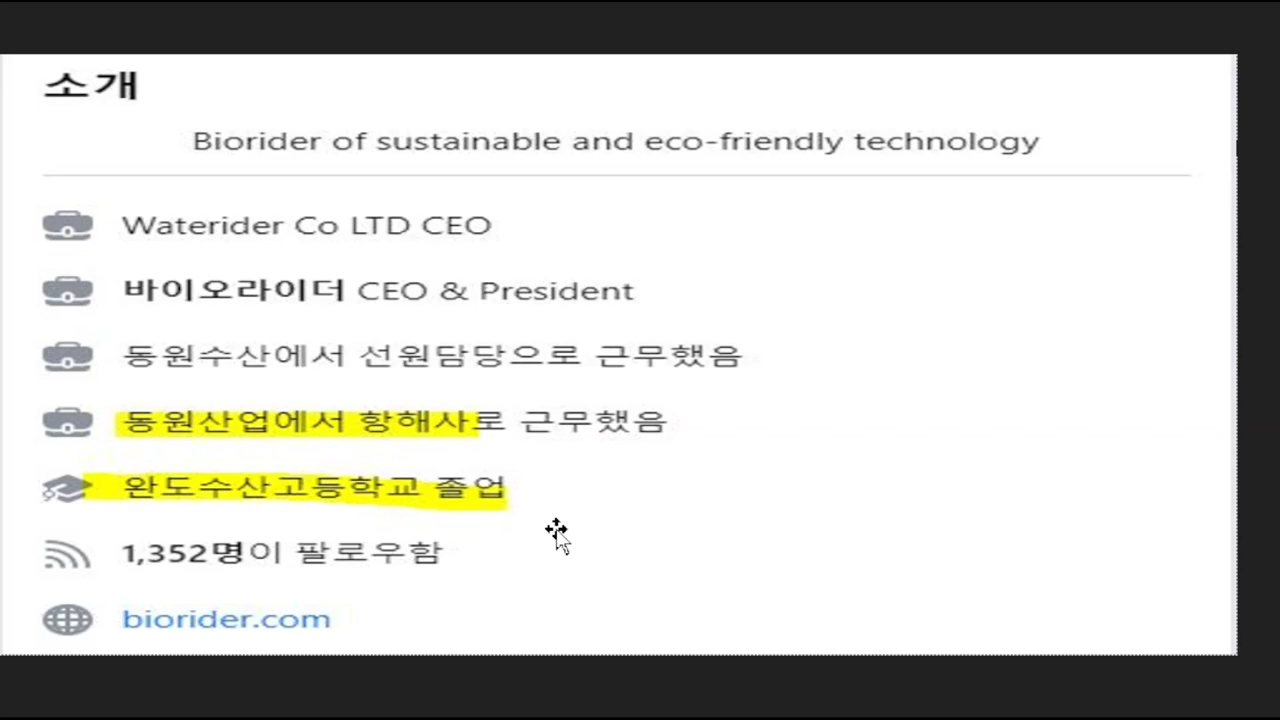 소개
Biorider of sustainable and eco-friendly technology
Waterider Co LTD CEO
바이오라이더 CEO & President
동원수산에서 선원담당으로 근무했음
동원산업에서 항해사로 근무했음
완도수산고등학교 졸업
1,352명이 팔로우함
biorider.com